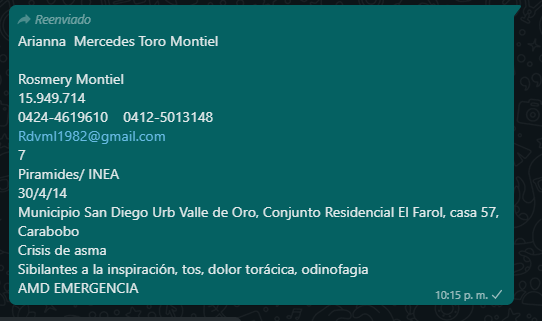 Reenviado
Arianna Mercedes Toro Montiel
Rosmery Montiel
15.949.714
0424-4619610 0412-5013148
Rdvml1982@gmail.com
7
Piramides/ INEA
30/4/14
Municipio San Diego Urb Valle de Oro, Conjunto Residencial El Farol, casa 57,
Carabobo
Crisis de asma
Sibilantes a la inspiración, tos, dolor torácica, odinofagia
AMD EMERGENCIA
10:15 p. m.